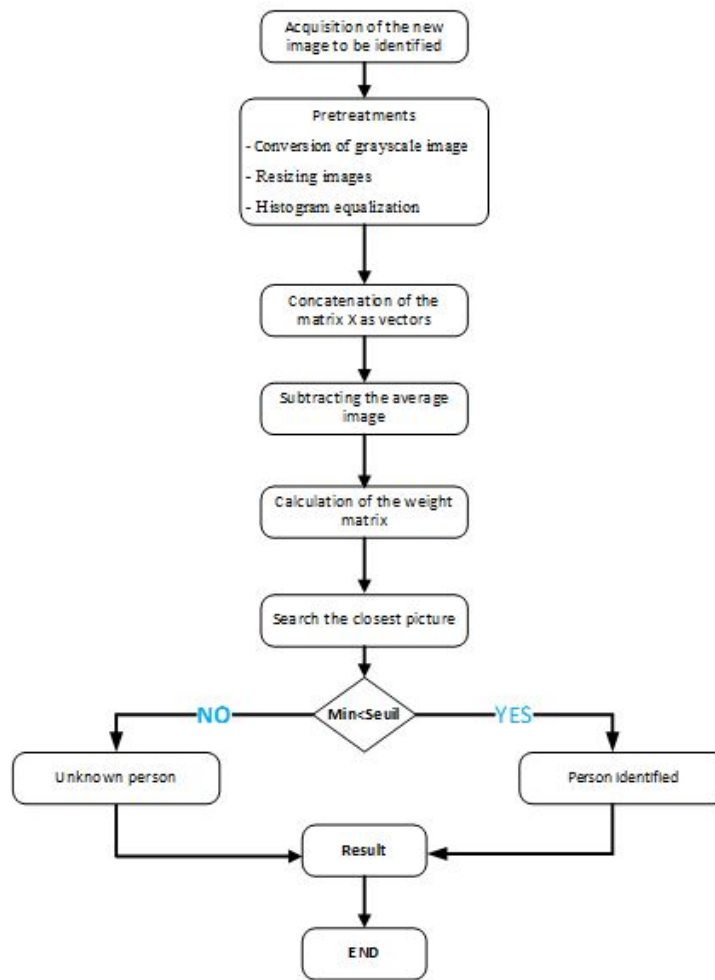 Acquisition of the new
image to be identified
Pretreatments
- Conversion of grayscale image
- Resizing images
- Histogram equalization
Concatenation of the
matrix X as vectors
Subtracting the average
image
Calculation of the weight
matrix
Search the closest picture
Min<Seuil
NO
YES
Unknown person
Person Identified
Result
END